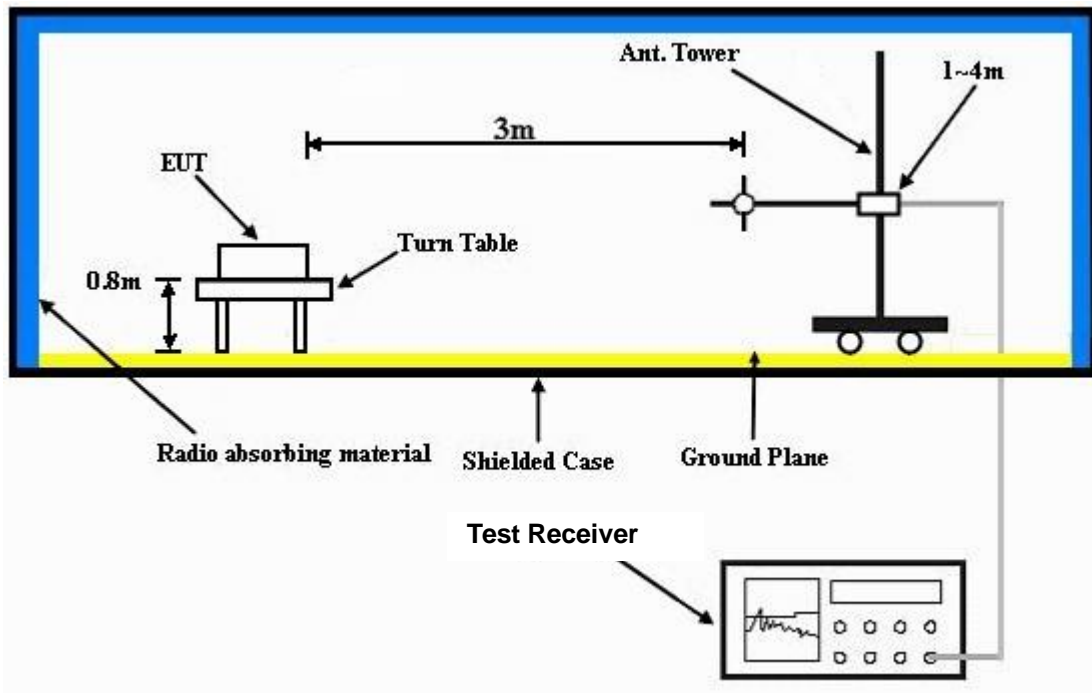 Ant. Tower
1~4m
3m
EUT
Turn Table
0.8m
Radio absorbing material
Shielded Case
Ground Plane
Test Receiver